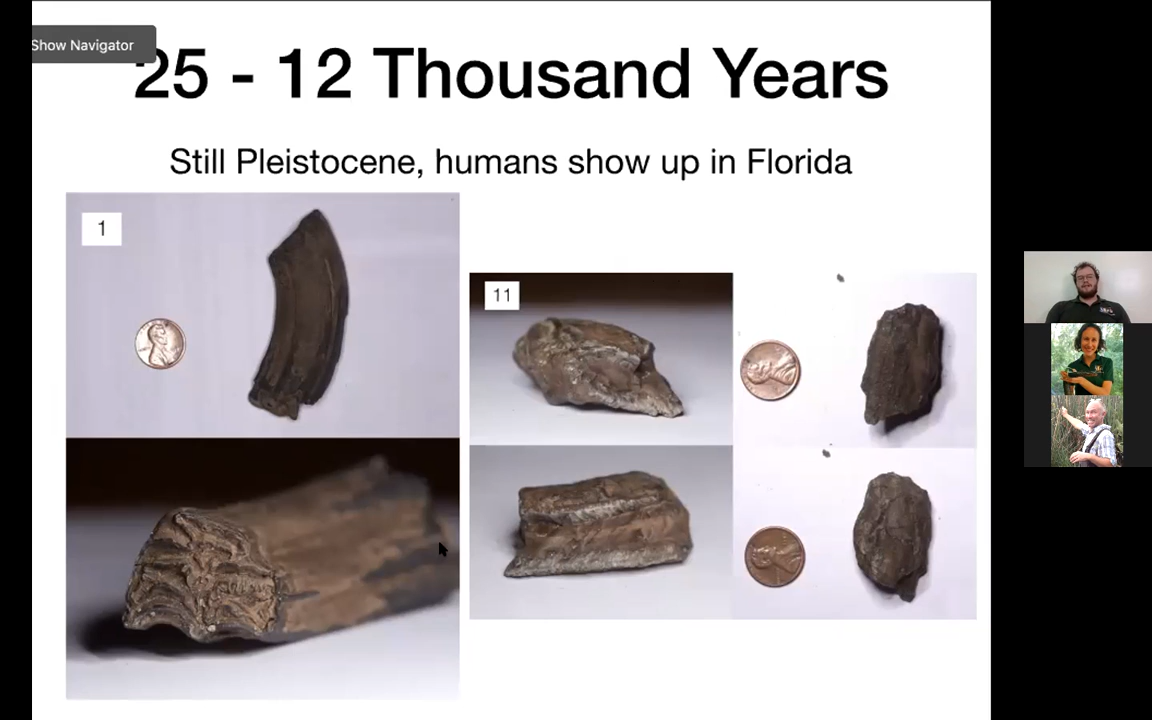 Show Navigator
25 - 12 Thousand Years
Still Pleistocene, humans show up in Florida
1
11